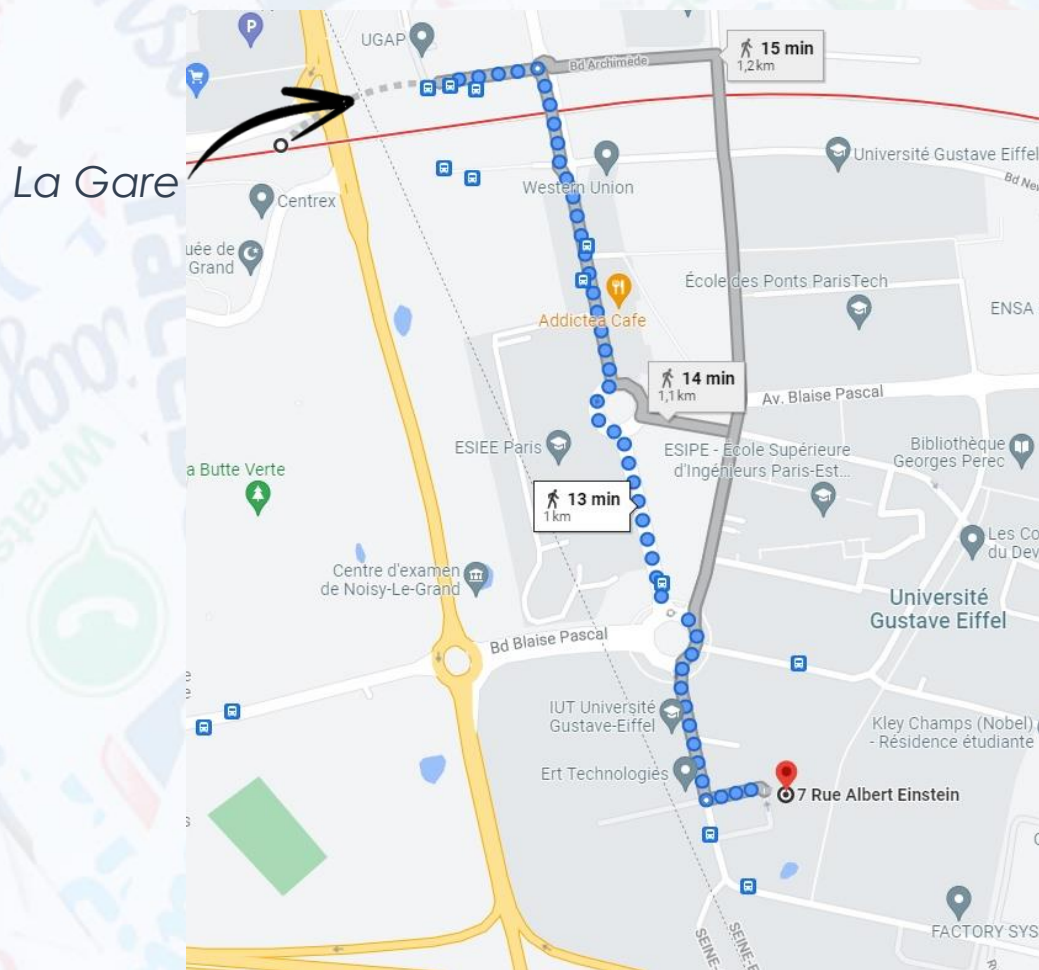 P
UGAP
15 min
1,2 km
Bd Archimède
La Gare
Université Gustave Eiffel
Western Union
Centrex
uée de
Grand
École des Ponts ParisTech
ENSA
Addictea Cafe
14 min
1,1 km
Av. Blaise Pascal
ESIEE Paris
ESIPE - École Supérieure
d'Ingénieurs Paris-Est...
Bibliothèque
Georges Perec
a Butte Verte
13 min
1 km
Les Co
du Dev
Centre d'examen
de Noisy-Le-Grand
Université
Gustave Eiffel
Bd Blaise Pascal
IUT Université
Gustave-Eiffel
Kley Champs (Nobel)
- Résidence étudiante
Ert Technologies
7 Rue Albert Einstein
FACTORY SYS
SEINE-
Whats